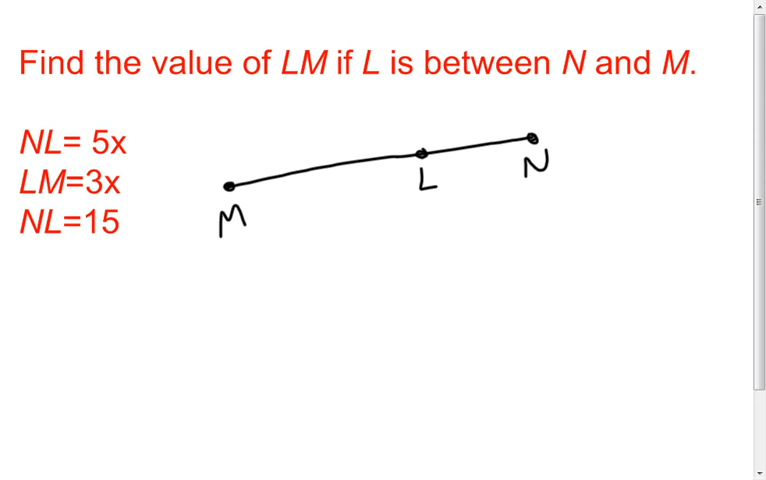 Find the value of LM if L is between N and M.
NL= 5x
LM=3x
NL=15
M
L
N